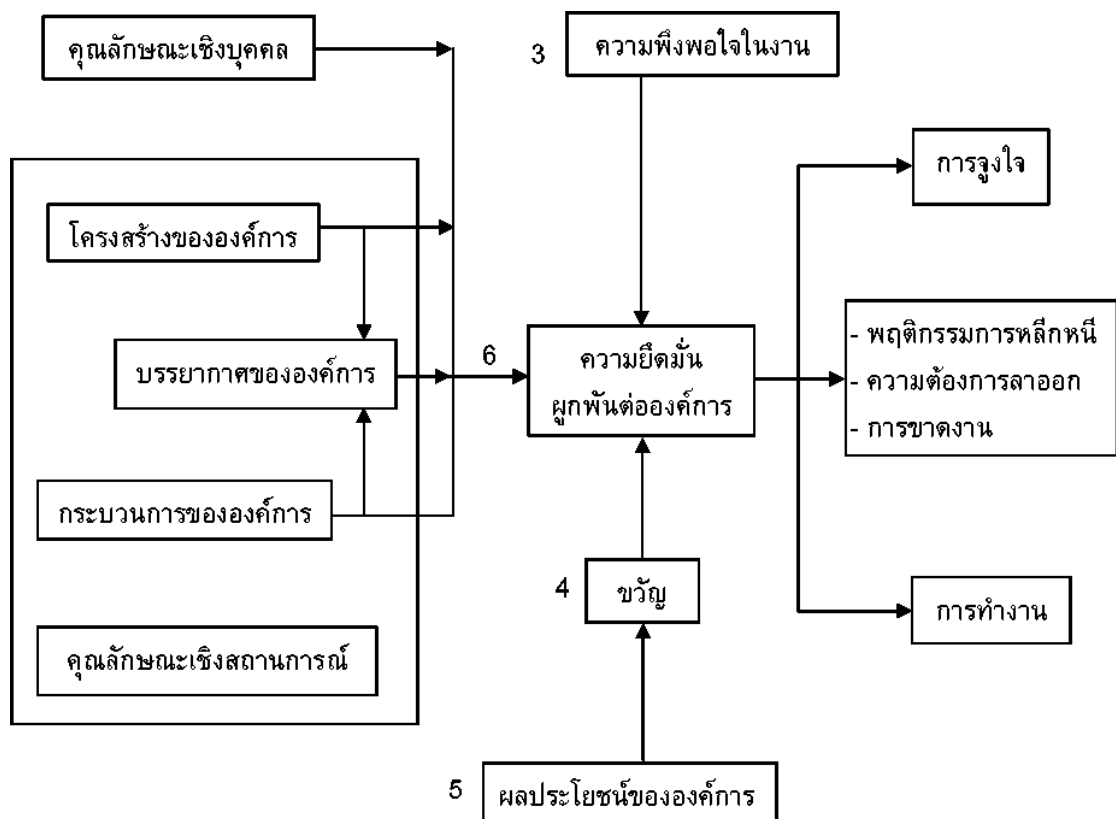 คุณลักษณะเชิงบุคคล
3 ความพึงพอใจในงาน
การจูงใจ
โครงสร้างขององค์การ
บรรยากาศขององค์การ
6
ความยึดมั่น
ผูกพันต่อองค์การ
- พฤติกรรมการหลีกหนี
- ความต้องการลาออก
- การขาดงาน
กระบวนการขององค์การ
4 ขวัญ
การทำงาน
คุณลักษณะเชิงสถานการณ์
5 ผลประโยชน์ขององค์การ